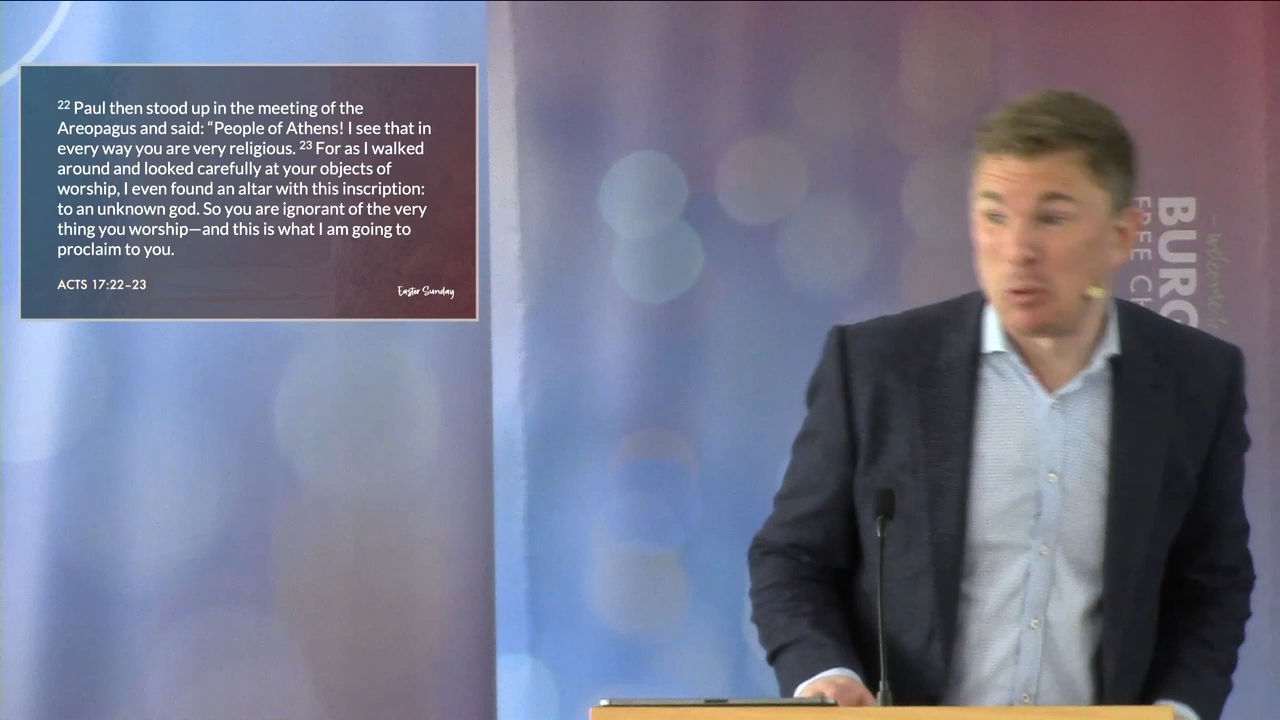 22 Paul then stood up in the meeting of the
Areopagus and said: “People of Athens! I see that in
every way you are very religious. 23 For as I walked
around and looked carefully at your objects of
worship, I even found an altar with this inscription:
to an unknown god. So you are ignorant of the very
thing you worship—and this is what I am going to
proclaim to you.
ACTS 17:22–23
Easter Sunday
BURG
FREE CH